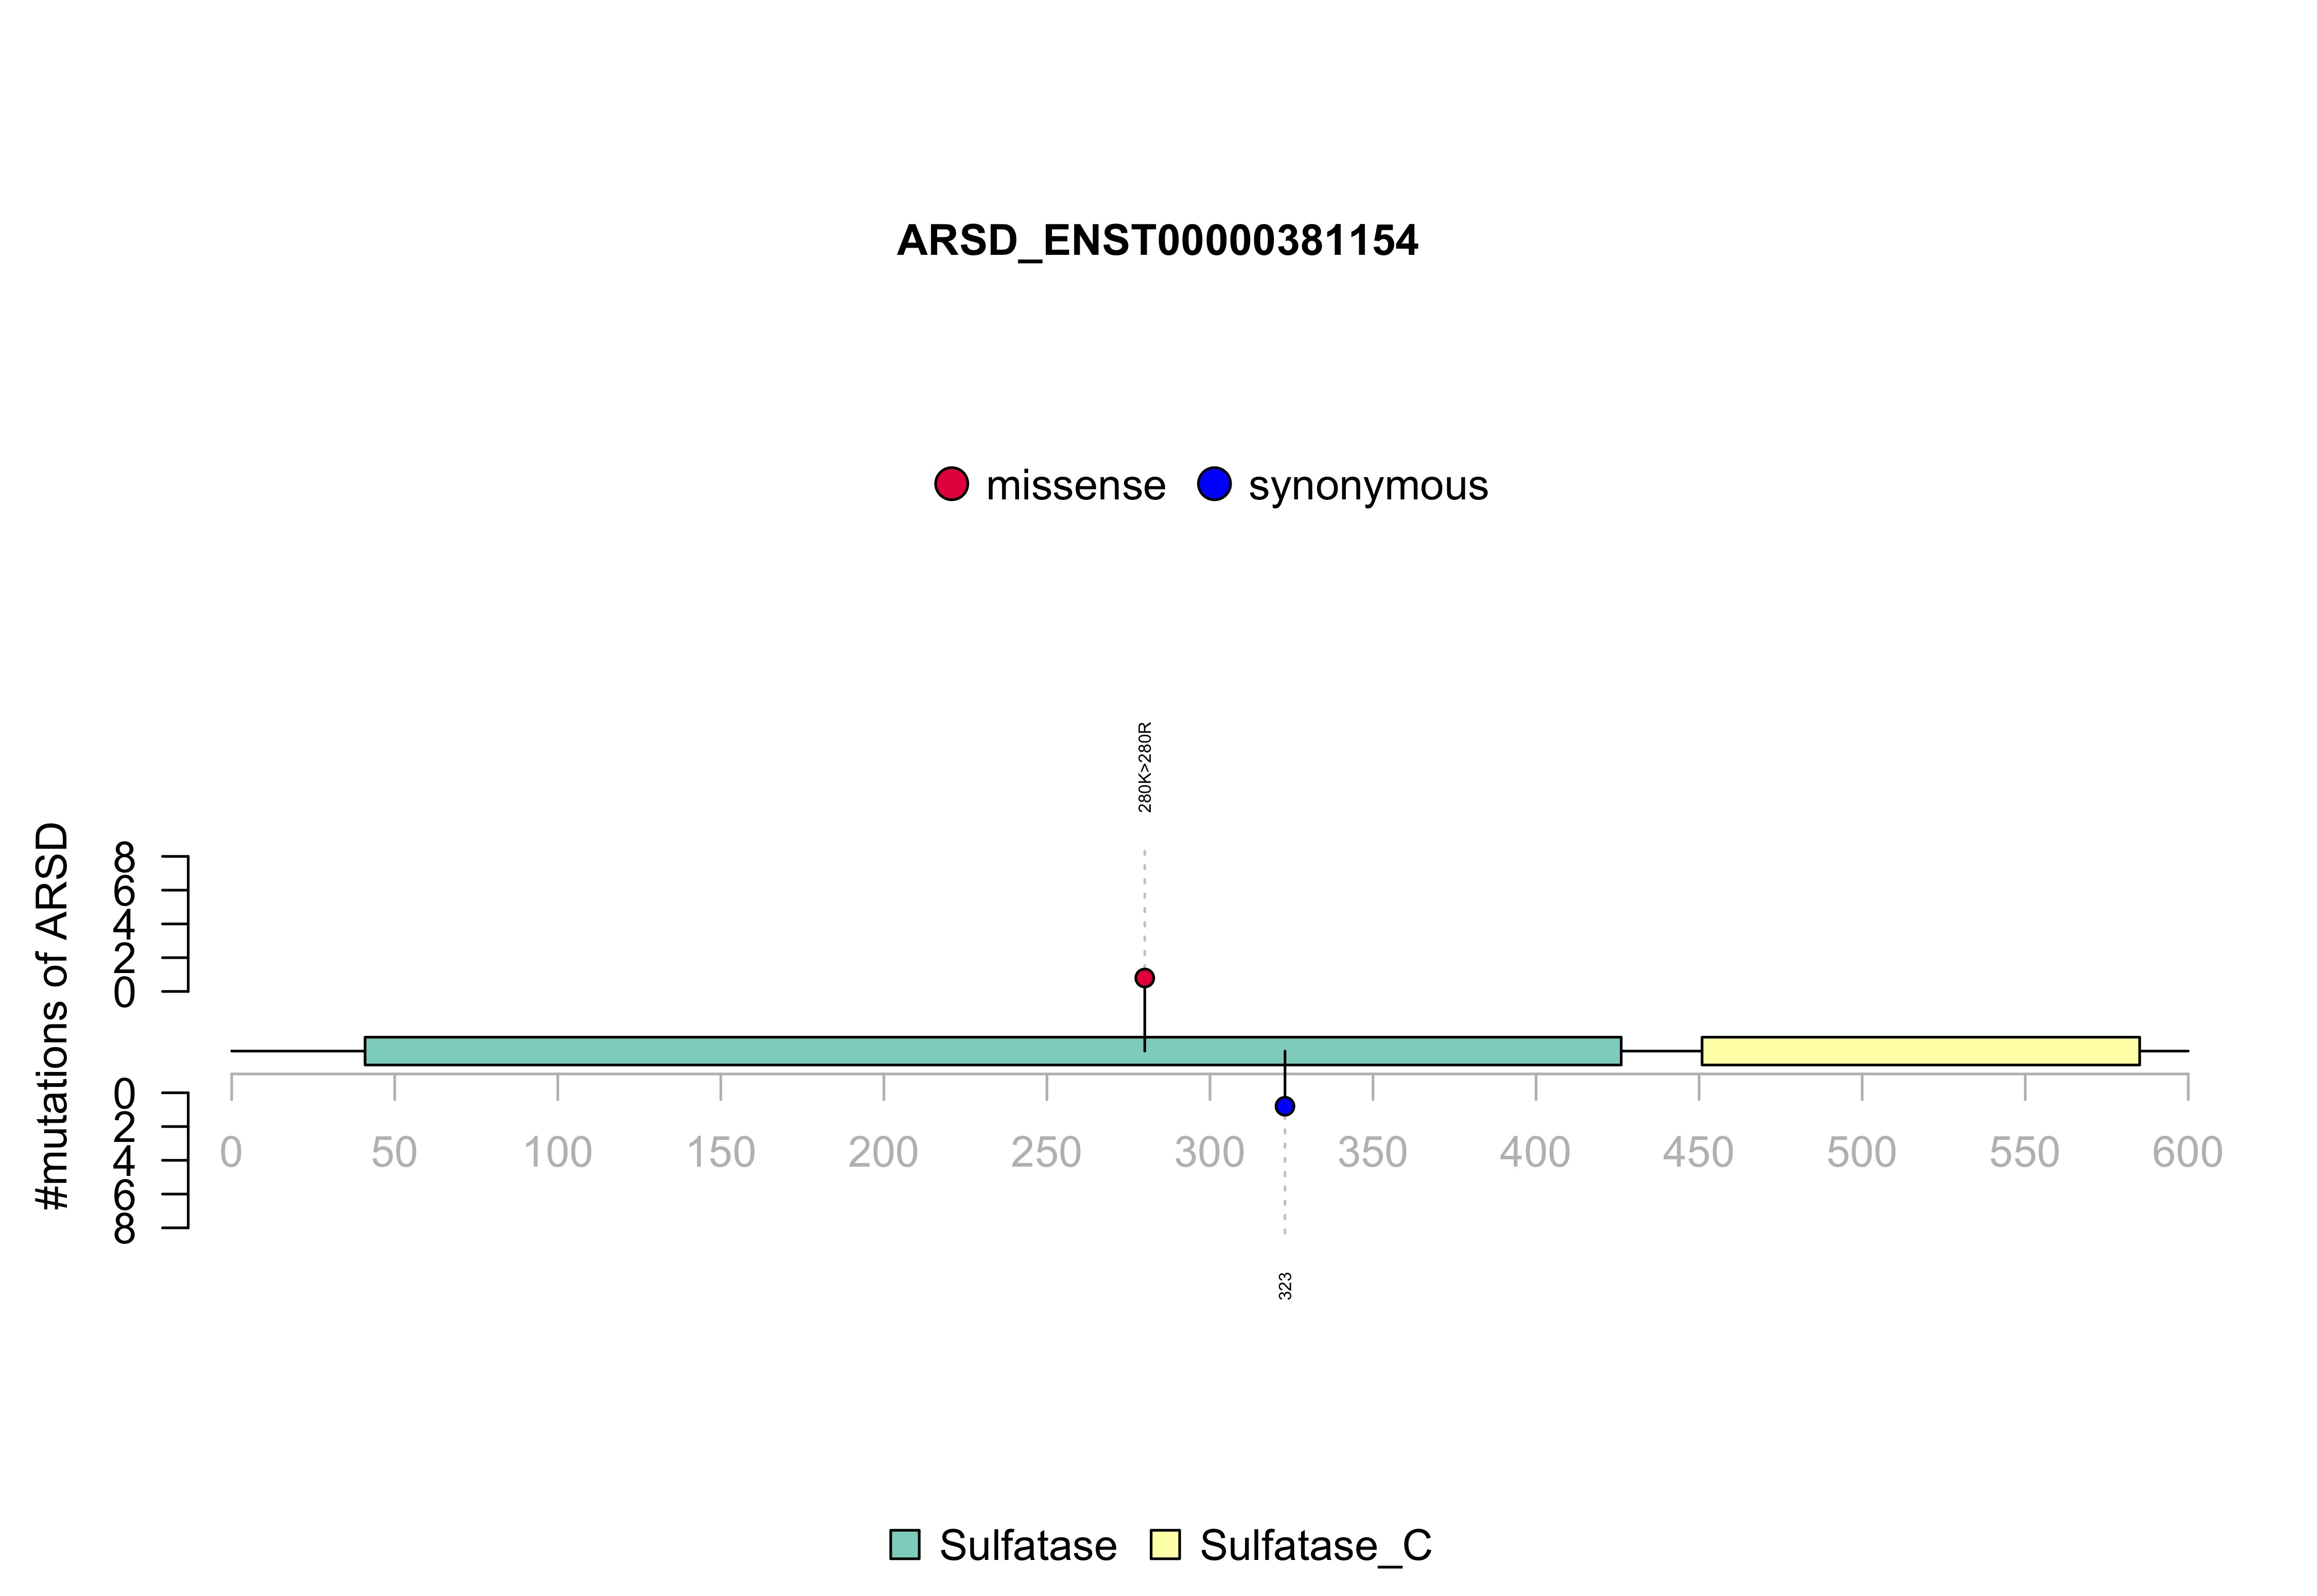 ARSD_ENST00000381154
missense synonymous
280K>280R
#mutations of ARSD
8
6
4
2
0
0
2
4
6
8
0 50 100 150 200 250 300 350 400 450 500 550 600
323
Sulfatase Sulfatase_C